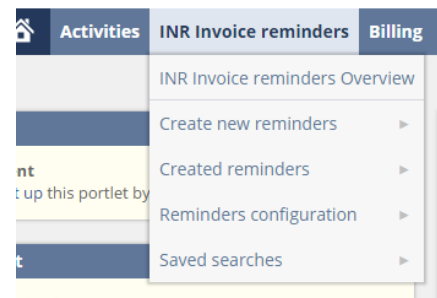 Activities INR Invoice reminders Billing
INR Invoice reminders Overview
Create new reminders
Created reminders
nt
t up this portlet by
Reminders configuration
t
Saved searches